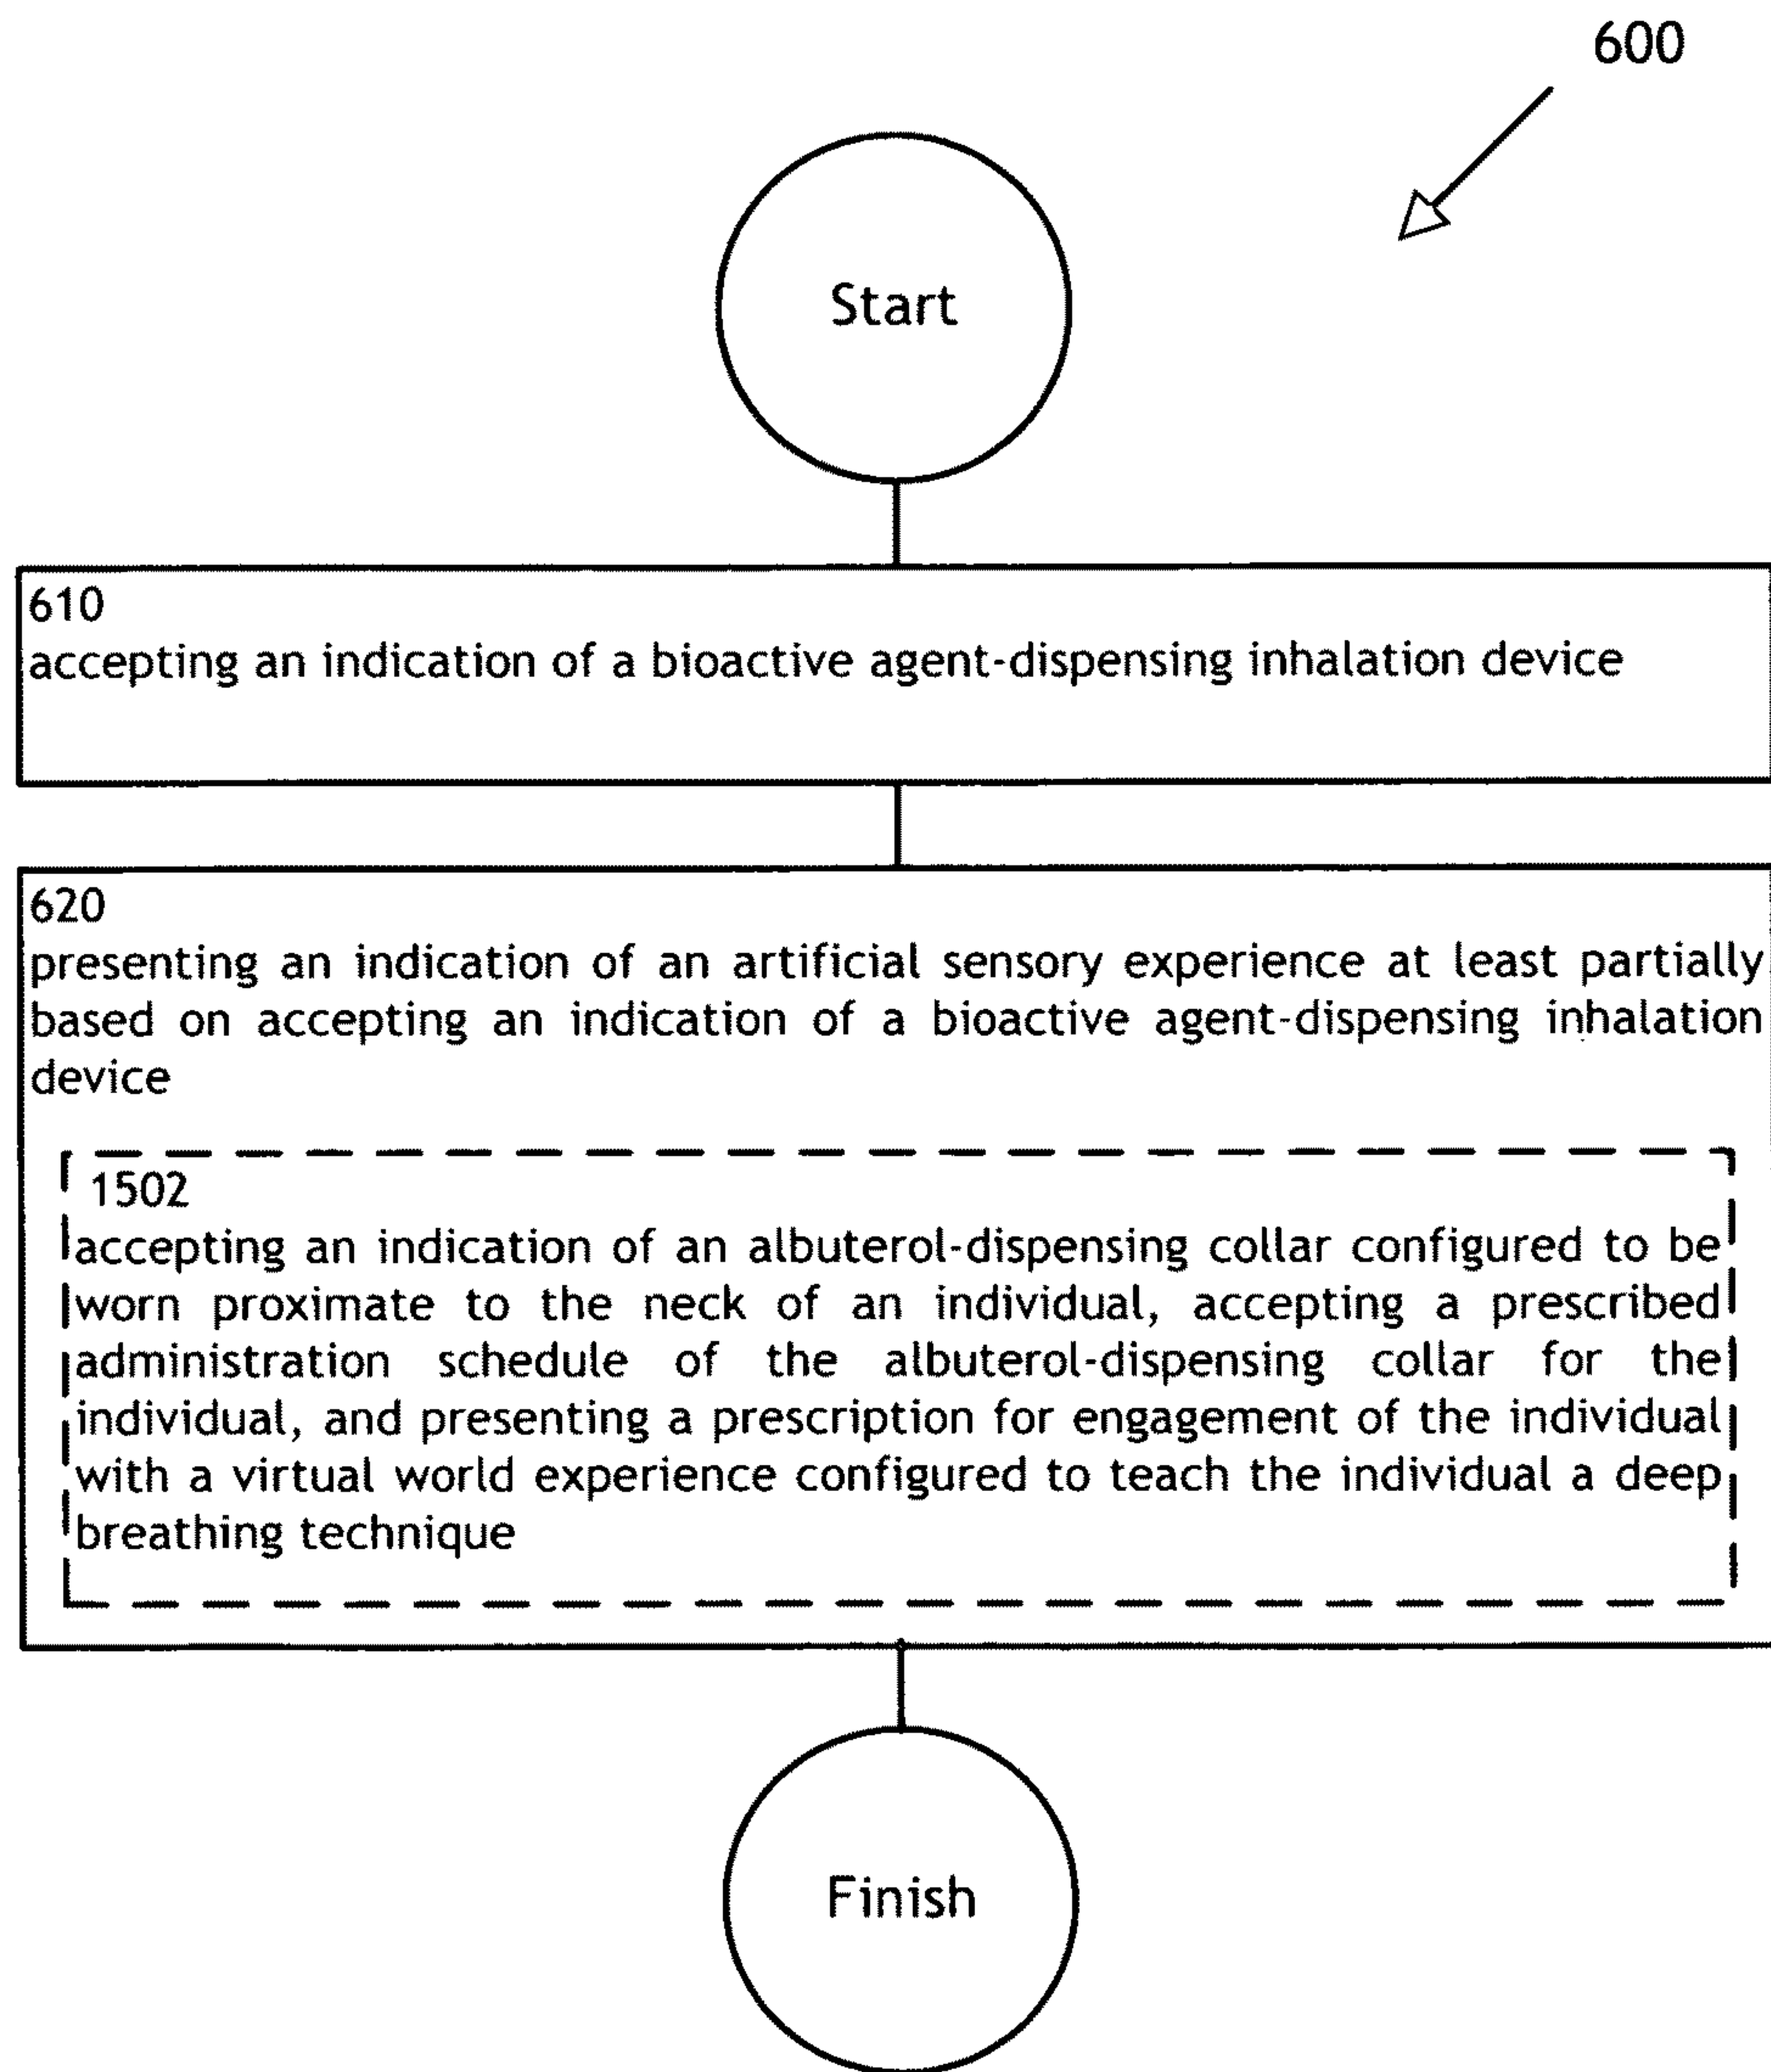 600
Start
610
accepting an indication of a bioactive agent-dispensing inhalation device
620
presenting an indication of an artificial sensory experience at least partially
based on accepting an indication of a bioactive agent-dispensing inhalation
device
1502
accepting an indication of an albuterol-dispensing collar configured to be
worn proximate to the neck of an individual, accepting a prescribed
administration schedule of the albuterol-dispensing collar for the
individual, and presenting a prescription for engagement of the individual
with a virtual world experience configured to teach the individual a deep
breathing technique
Finish